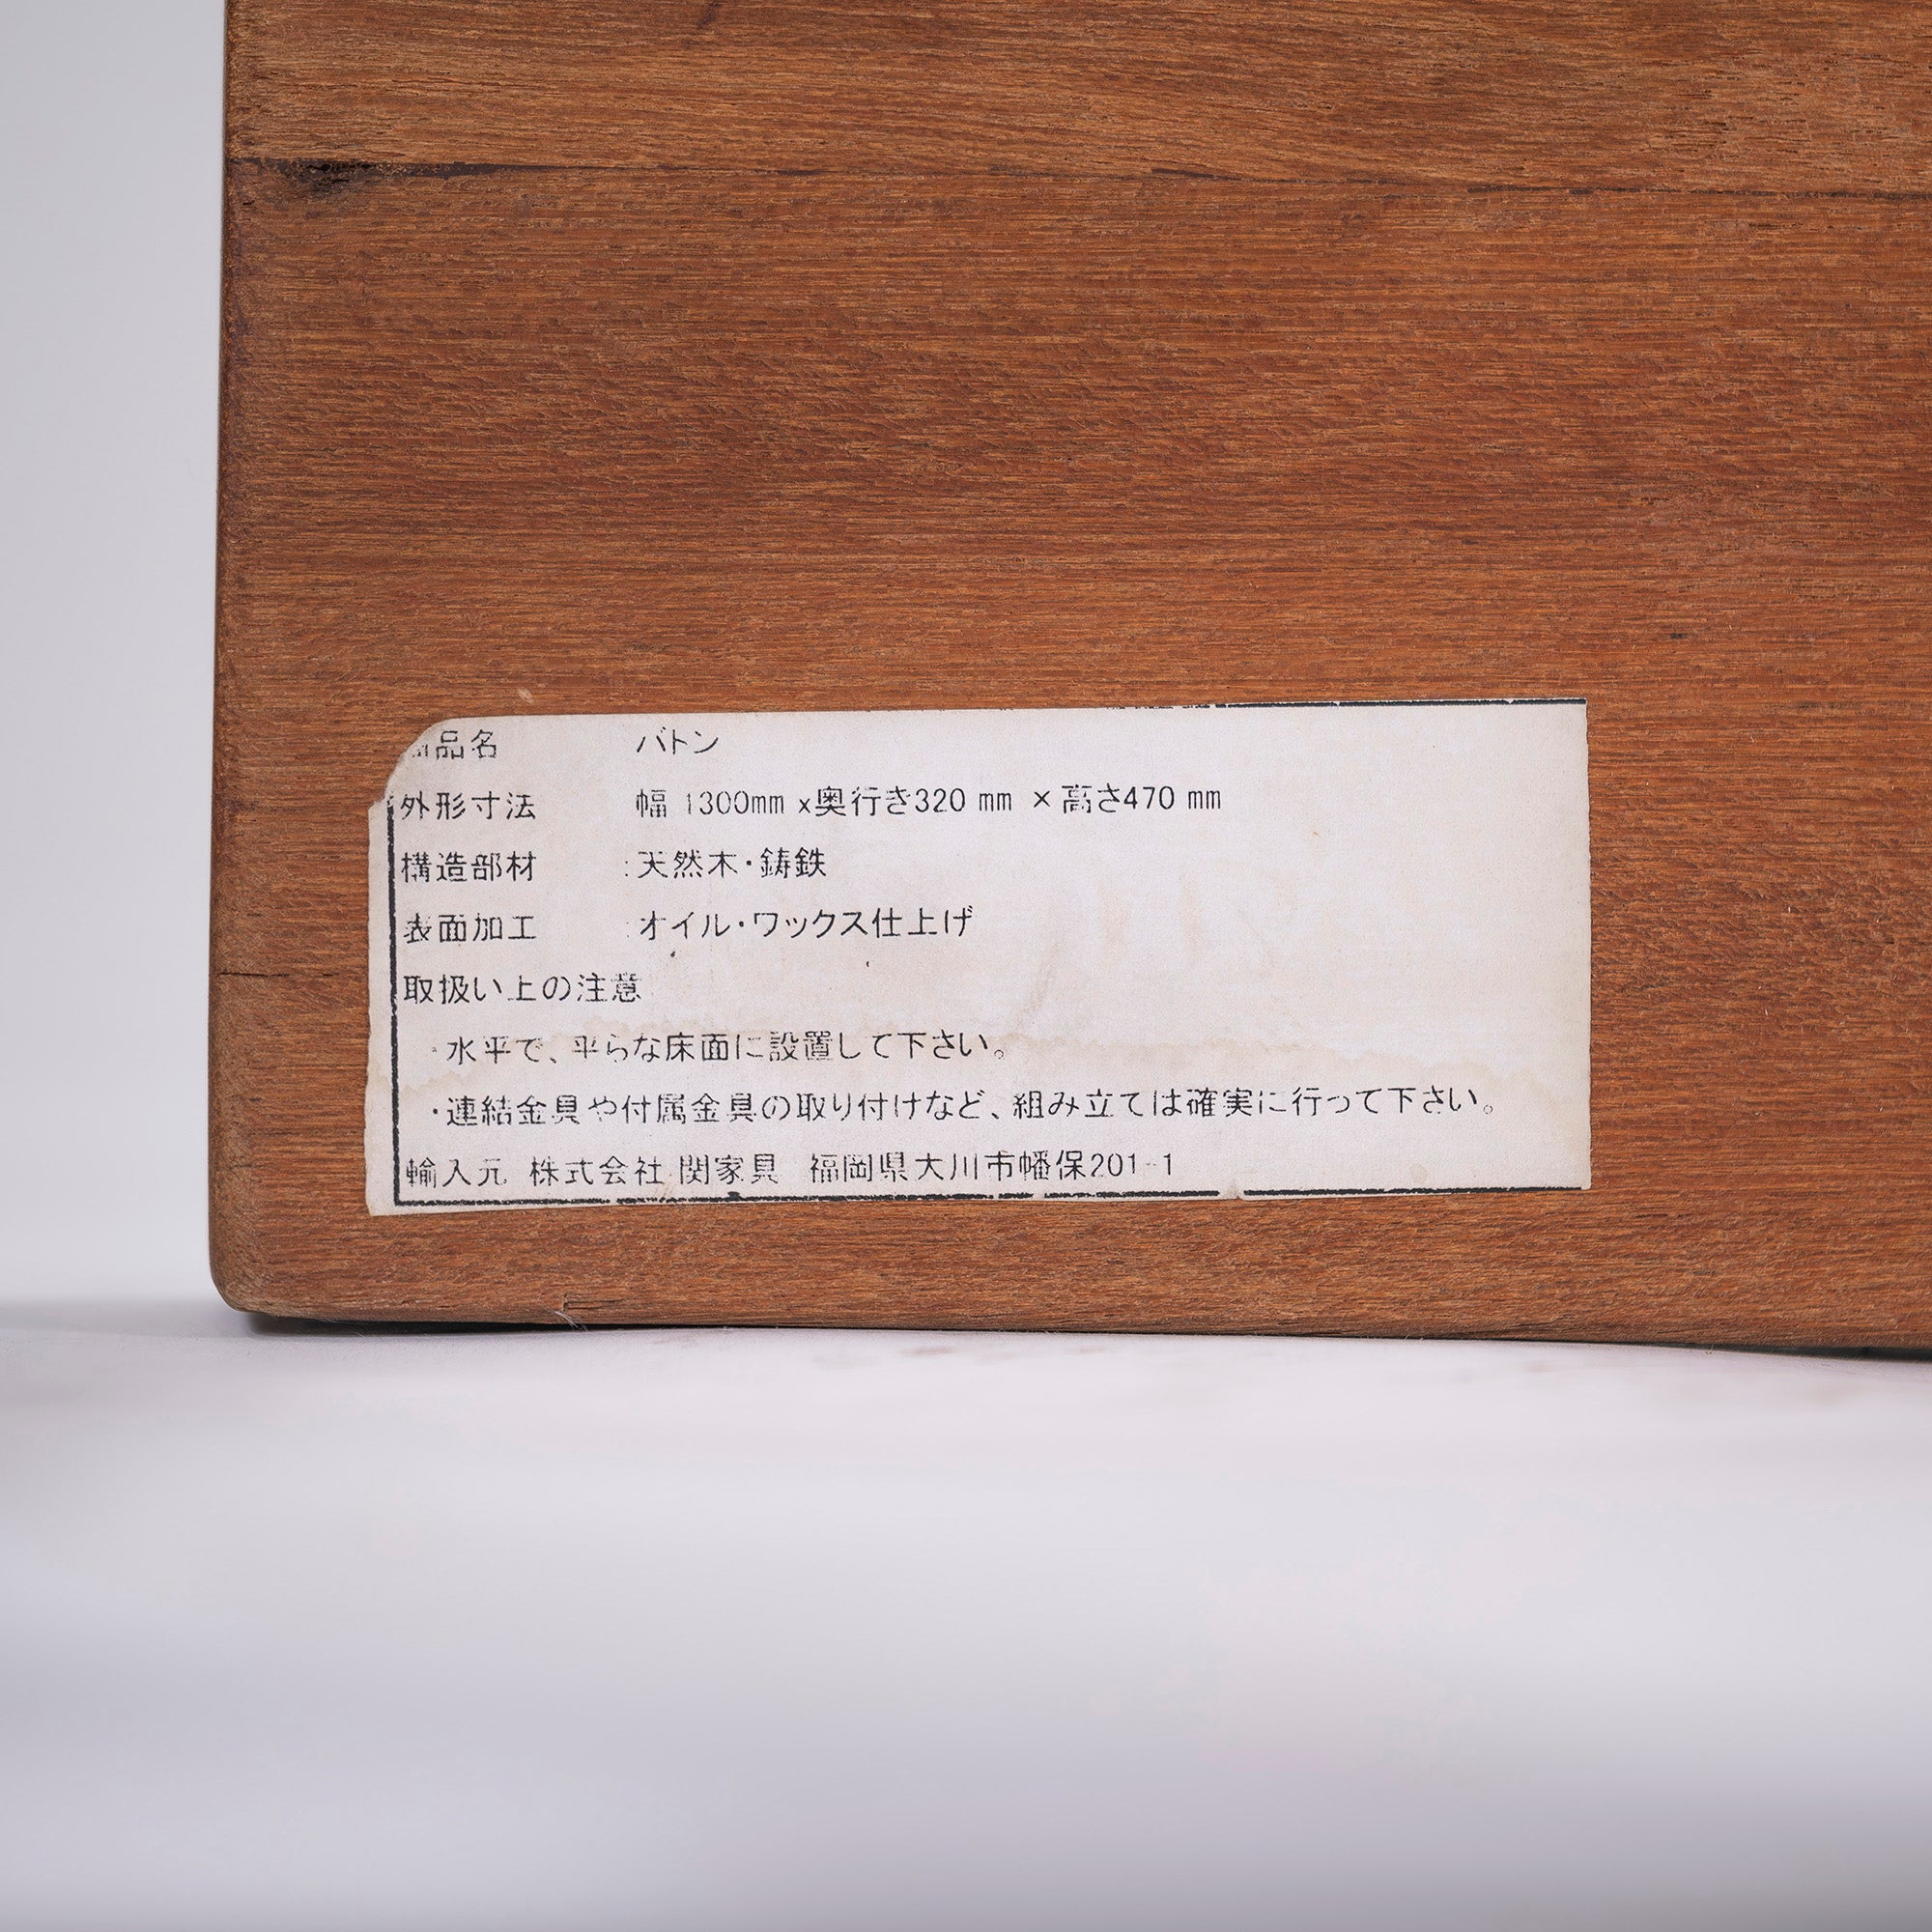 商品名 バトン
外形寸法 幅 1300mm x奥行き320 mm × 高さ470 mm
構造部材 :天然木・鋳鉄
表面加工 :オイル・ワックス仕上げ
取扱い上の注意
・水平で、平らな床面に設置して下さい。
・連結金具や付属金具の取り付けなど、組み立ては確実に行って下さい。
輸入元 株式会社 関家具 福岡県大川市幡保201-1